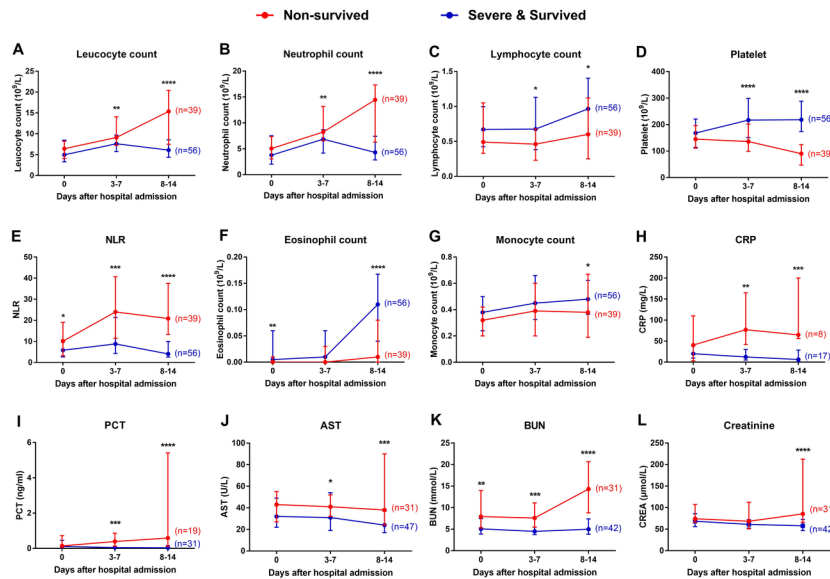 Non-survived Severe & Survived
A Leucocyte count
Leucocyte count (10⁹/L)
25
20
15
10
5
0
** ****
(n=39)
(n=56)
0 3-7 8-14
Days after hospital admission
B Neutrophil count
Neutrophil count (10⁹/L)
20
15
10
5
0
** ****
(n=39)
(n=56)
0 3-7 8-14
Days after hospital admission
C Lymphocyte count
Lymphocyte count (10⁹/L)
1.5
1.0
0.5
0.0
* *
(n=56)
(n=39)
0 3-7 8-14
Days after hospital admission
D Platelet
Platelet (10⁹/L)
400
300
200
100
0
**** ****
(n=56
(n=39
0 3-7 8-14
Days after hospital admission
E NLR
NLR
50
40
30
20
10
0
* *** ****
(n=39)
(n=56)
0 3-7 8-14
Days after hospital admission
F Eosinophil count
Eosinophil count (10⁹/L)
0.20
0.15
0.10
0.05
0.00
** ****
(n=56)
(n=39)
0 3-7 8-14
Days after hospital admission
G Monocyte count
Monocyte count (10⁹/L)
0.8
0.6
0.4
0.2
0.0
*
(n=56)
(n=39)
0 3-7 8-14
Days after hospital admission
H CRP
CRP (mg/L)
250
200
150
100
50
0
** ***
(n=8)
(n=17)
0 3-7 8-14
Days after hospital admission
I PCT
PCT (ng/ml)
6
4
2
0
*** ****
(n=19)
(n=31)
0 3-7 8-14
Days after hospital admission
J AST
AST (U/L)
100
80
60
40
20
0
* ***
(n=31)
(n=47)
0 3-7 8-14
Days after hospital admission
K BUN
BUN (mmol/L)
25
20
15
10
5
0
** *** ****
(n=31)
(n=42)
0 3-7 8-14
Days after hospital admission
L Creatinine
CREA (μmol/L)
250
200
150
100
50
0
****
(n=31
(n=42
0 3-7 8-14
Days after hospital admission